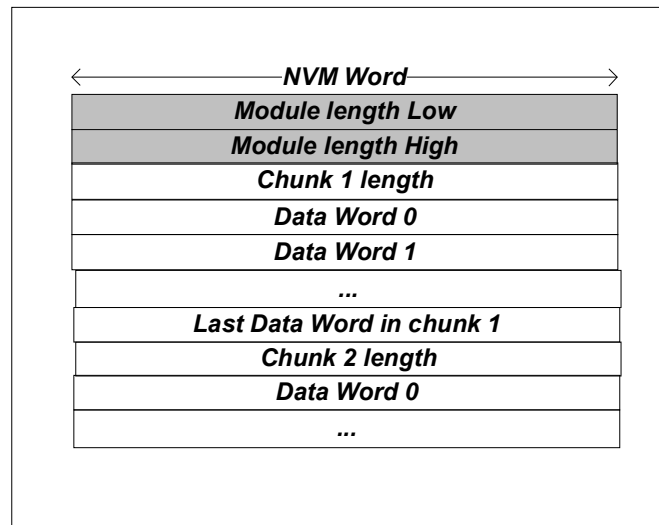 NVM Word
Module length Low
Module length High
Chunk 1 length
Data Word 0
Data Word 1
...
Last Data Word in chunk 1
Chunk 2 length
Data Word 0
...